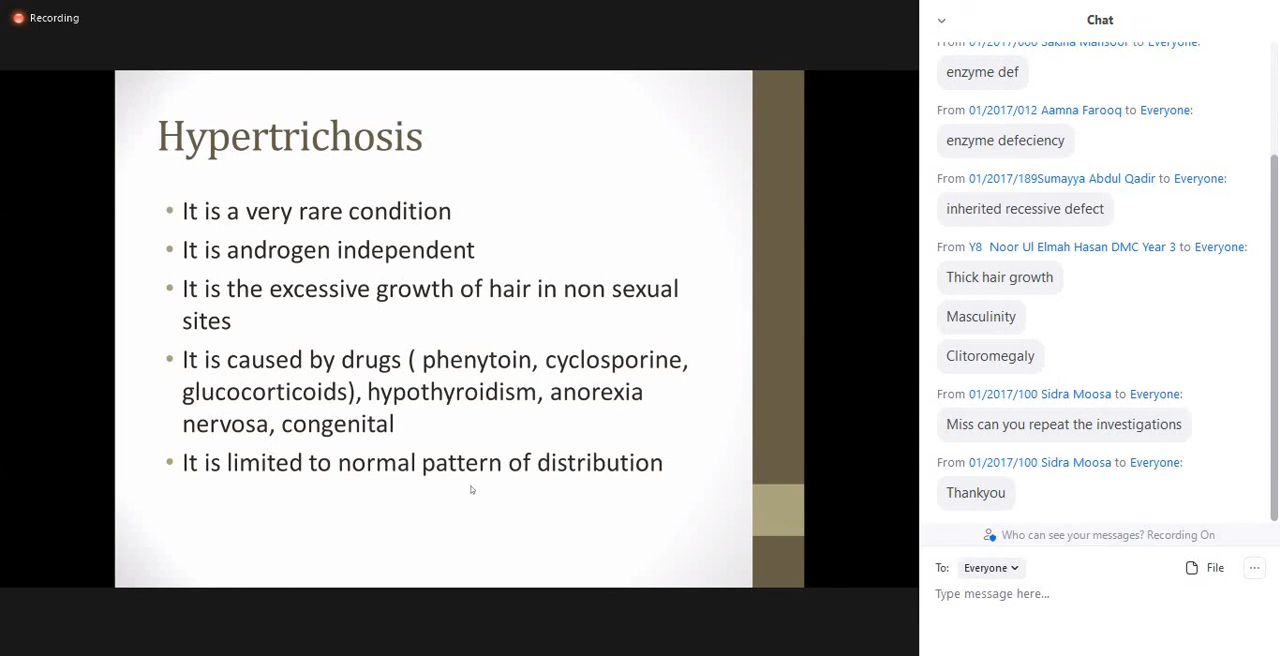 Recording
Hypertrichosis
• It is a very rare condition
• It is androgen independent
• It is the excessive growth of hair in non sexual
sites
• It is caused by drugs ( phenytoin, cyclosporine,
glucocorticoids), hypothyroidism, anorexia
nervosa, congenital
• It is limited to normal pattern of distribution
Chat
to Everyone:
enzyme def
From 01/2017/012 Aamna Farooq to Everyone:
enzyme defeciency
From 01/2017/189Sumayya Abdul Qadir to Everyone:
inherited recessive defect
From Y8 Noor Ul Elmah Hasan DMC Year 3 to Everyone:
Thick hair growth
Masculinity
Clitoromegaly
From 01/2017/100 Sidra Moosa to Everyone:
Miss can you repeat the investigations
From 01/2017/100 Sidra Moosa to Everyone:
Thankyou
Who can see your messages? Recording On
To: Everyone File ...
Type message here...